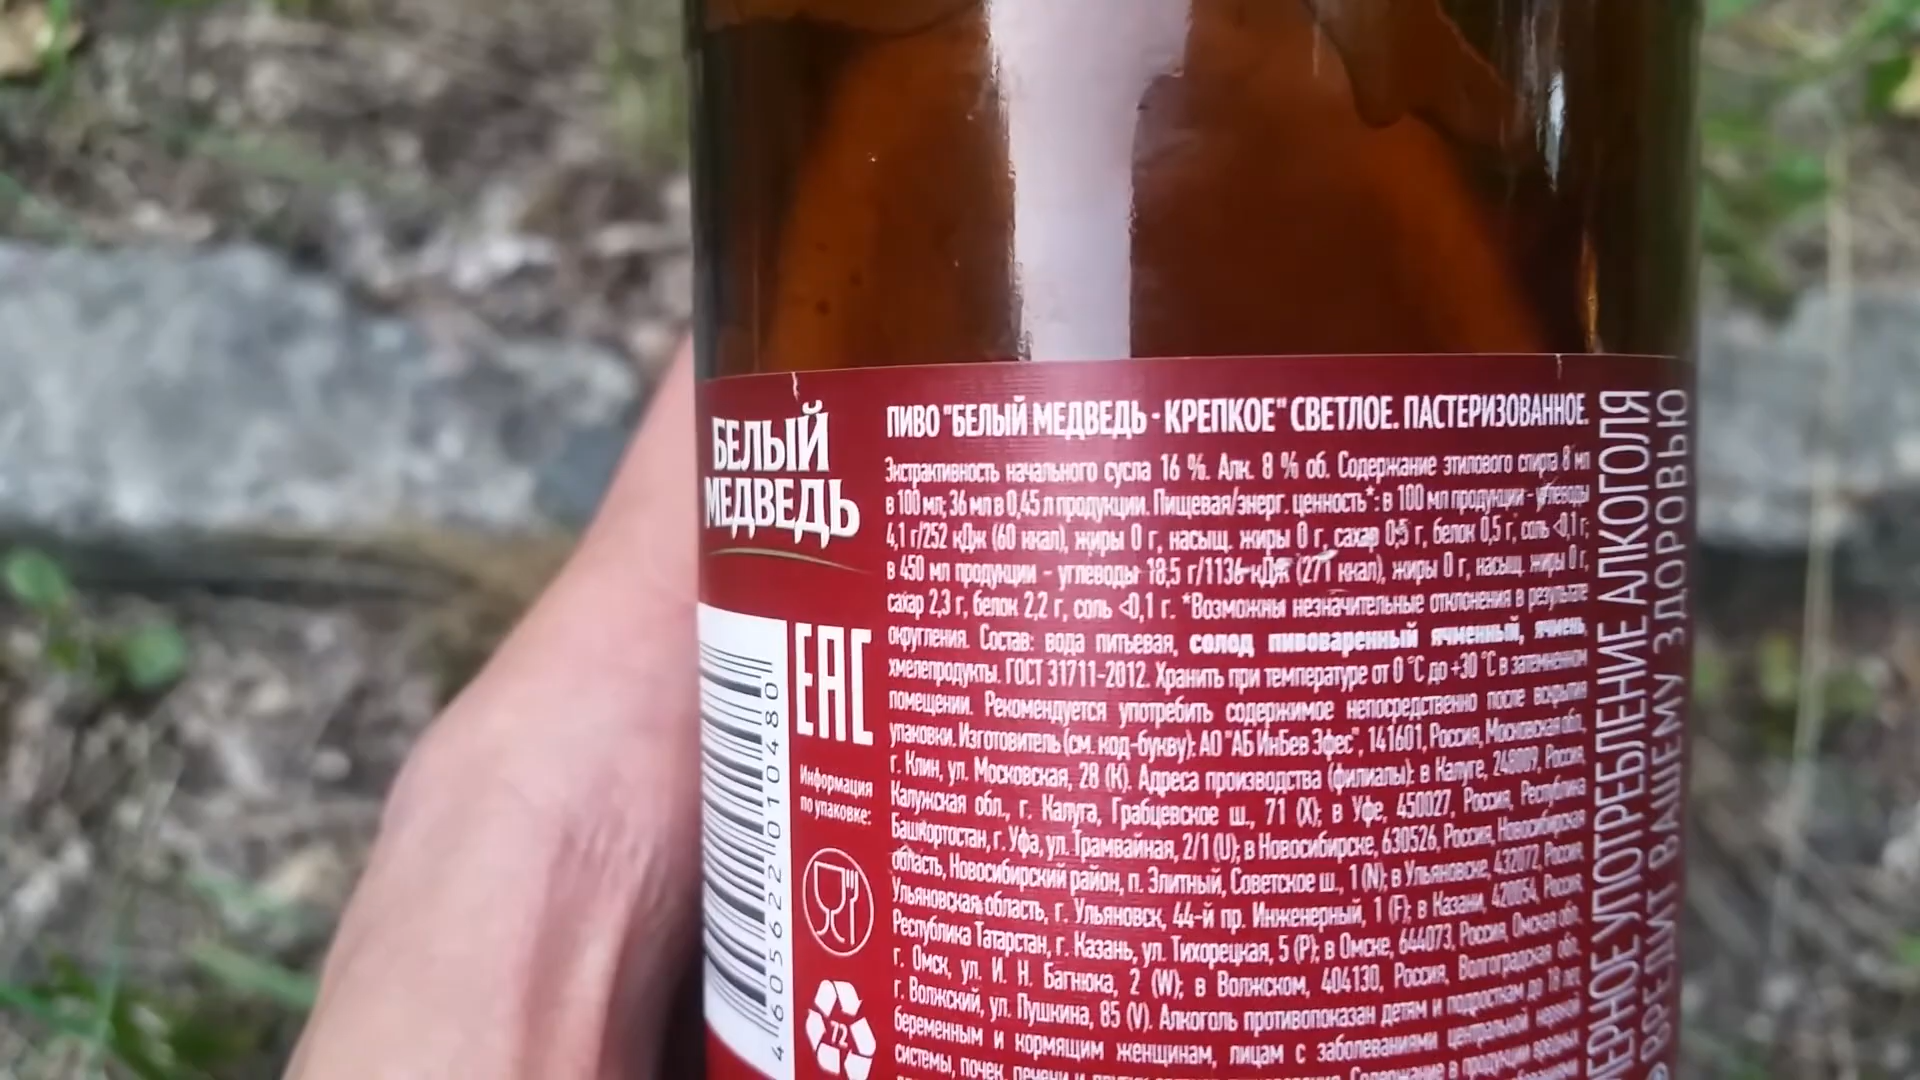 БЕЛЫЙ
МЕДВЕДЬ
ПИВО "БЕЛЫЙ МЕДВЕДЬ - КРЕПКОЕ" СВЕТЛОЕ. ПАСТЕРИЗОВАННОЕ.
Экстрактивность начального сусла 16 %. Алк. 8 % об. Содержание этилового спирта 8 мл
в 100 мл; 36 мл в 0,45 л продукции. Пищевая/энерг. ценность*: в 100 мл продукции - углеводы
4,1 г/252 кДж (60 ккал), жиры 0 г, насыщ. жиры 0 г, сахар 0,5 г, белок 0,5 г, соль <0,1 г;
в 450 мл продукции - углеводы 18,5 г/1136 кДж (271 ккал), жиры 0 г, насыщ. жиры 0 г,
сахар 2,3 г, белок 2,2 г, соль <0,1 г. *Возможны незначительные отклонения в результате
округления. Состав: вода питьевая, солод пивоваренный ячменный, ячмень,
хмелепродукты. ГОСТ 31711-2012. Хранить при температуре от 0 °С до +30 °С в затемненном
помещении. Рекомендуется употребить содержимое непосредственно после вскрытия
упаковки. Изготовитель (см. код-букву): АО "АБ ИнБев Эфес", 141601, Россия, Московская обл.,
г. Клин, ул. Московская, 28 (К). Адреса производства (филиалы): в Калуге, 248009, Россия,
Калужская обл., г. Калуга, Грабцевское ш., 71 (X); в Уфе, 450027, Россия, Республика
Башкортостан, г. Уфа, ул. Трамвайная, 2/1 (U); в Новосибирске, 630526, Россия, Новосибирская
область, Новосибирский район, п. Элитный, Советское ш., 1 (N); в Ульяновске, 432072, Россия,
Ульяновская область, г. Ульяновск, 44-й пр. Инженерный, 1 (F); в Казани, 420054, Россия,
Республика Татарстан, г. Казань, ул. Тихорецкая, 5 (P); в Омске, 644073, Россия, Омская обл.,
г. Омск, ул. И. Н. Багнюка, 2 (W); в Волжском, 404130, Россия, Волгоградская обл.,
г. Волжский, ул. Пушкина, 85 (V). Алкоголь противопоказан детям и подросткам до 18 лет,
беременным и кормящим женщинам, лицам с заболеваниями центральной нервной
системы, почек, печени и других Содержание в продукции вредных
EAC
Информация
по упаковке:
72
4 605622 010480
УПОТРЕБЛЕНИЕ АЛКОГОЛЯ
ВРЕДИТ ВАШЕМУ ЗДОРОВЬЮ